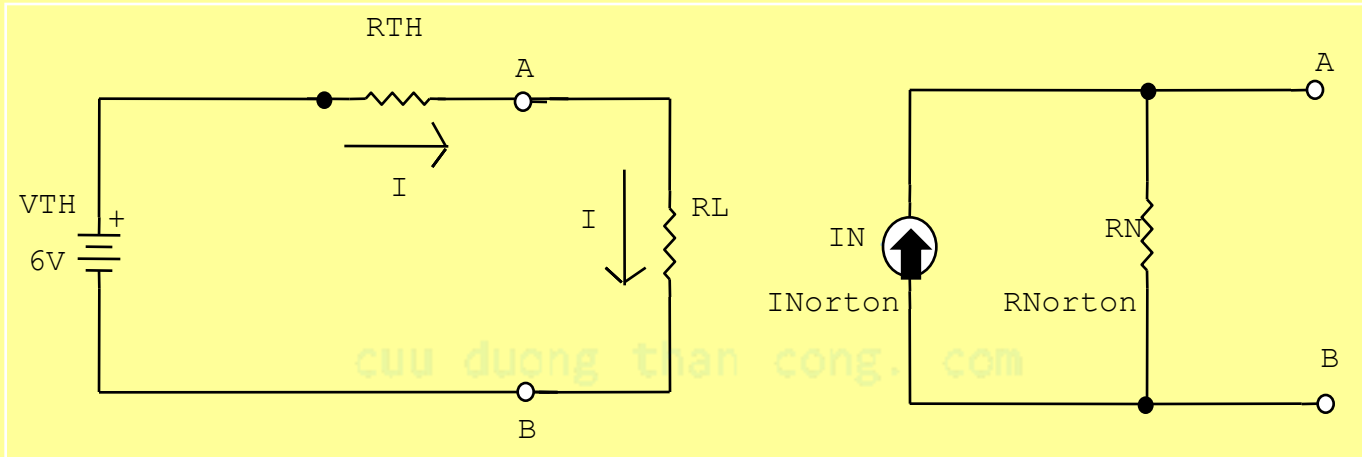 RTH
A
I
VTH
+
6V
I
RL
B
A
IN
RN
INorton
RNorton
B
cuu duong than cong. com